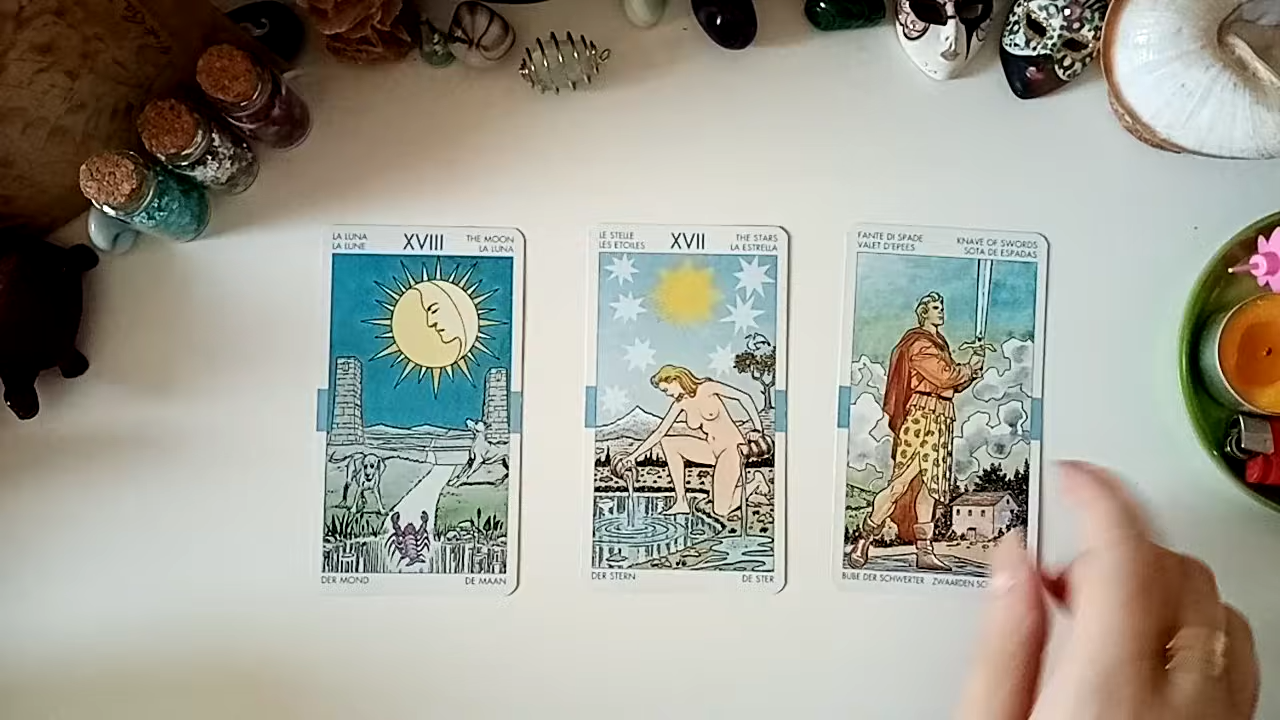 LA LUNA
LA LUNE
XVIII
THE MOON
LA LUNA
DER MOND
DE MAAN
LE STELLE
LES ETOILES
XVII
THE STARS
LA ESTRELLA
DER STERN
DE STER
FANTE DI SPADE
VALET D'EPEES
KNAVE OF SWORDS
SOTA DE ESPADAS
BUBE DER SCHWERTER
ZWAARDEN